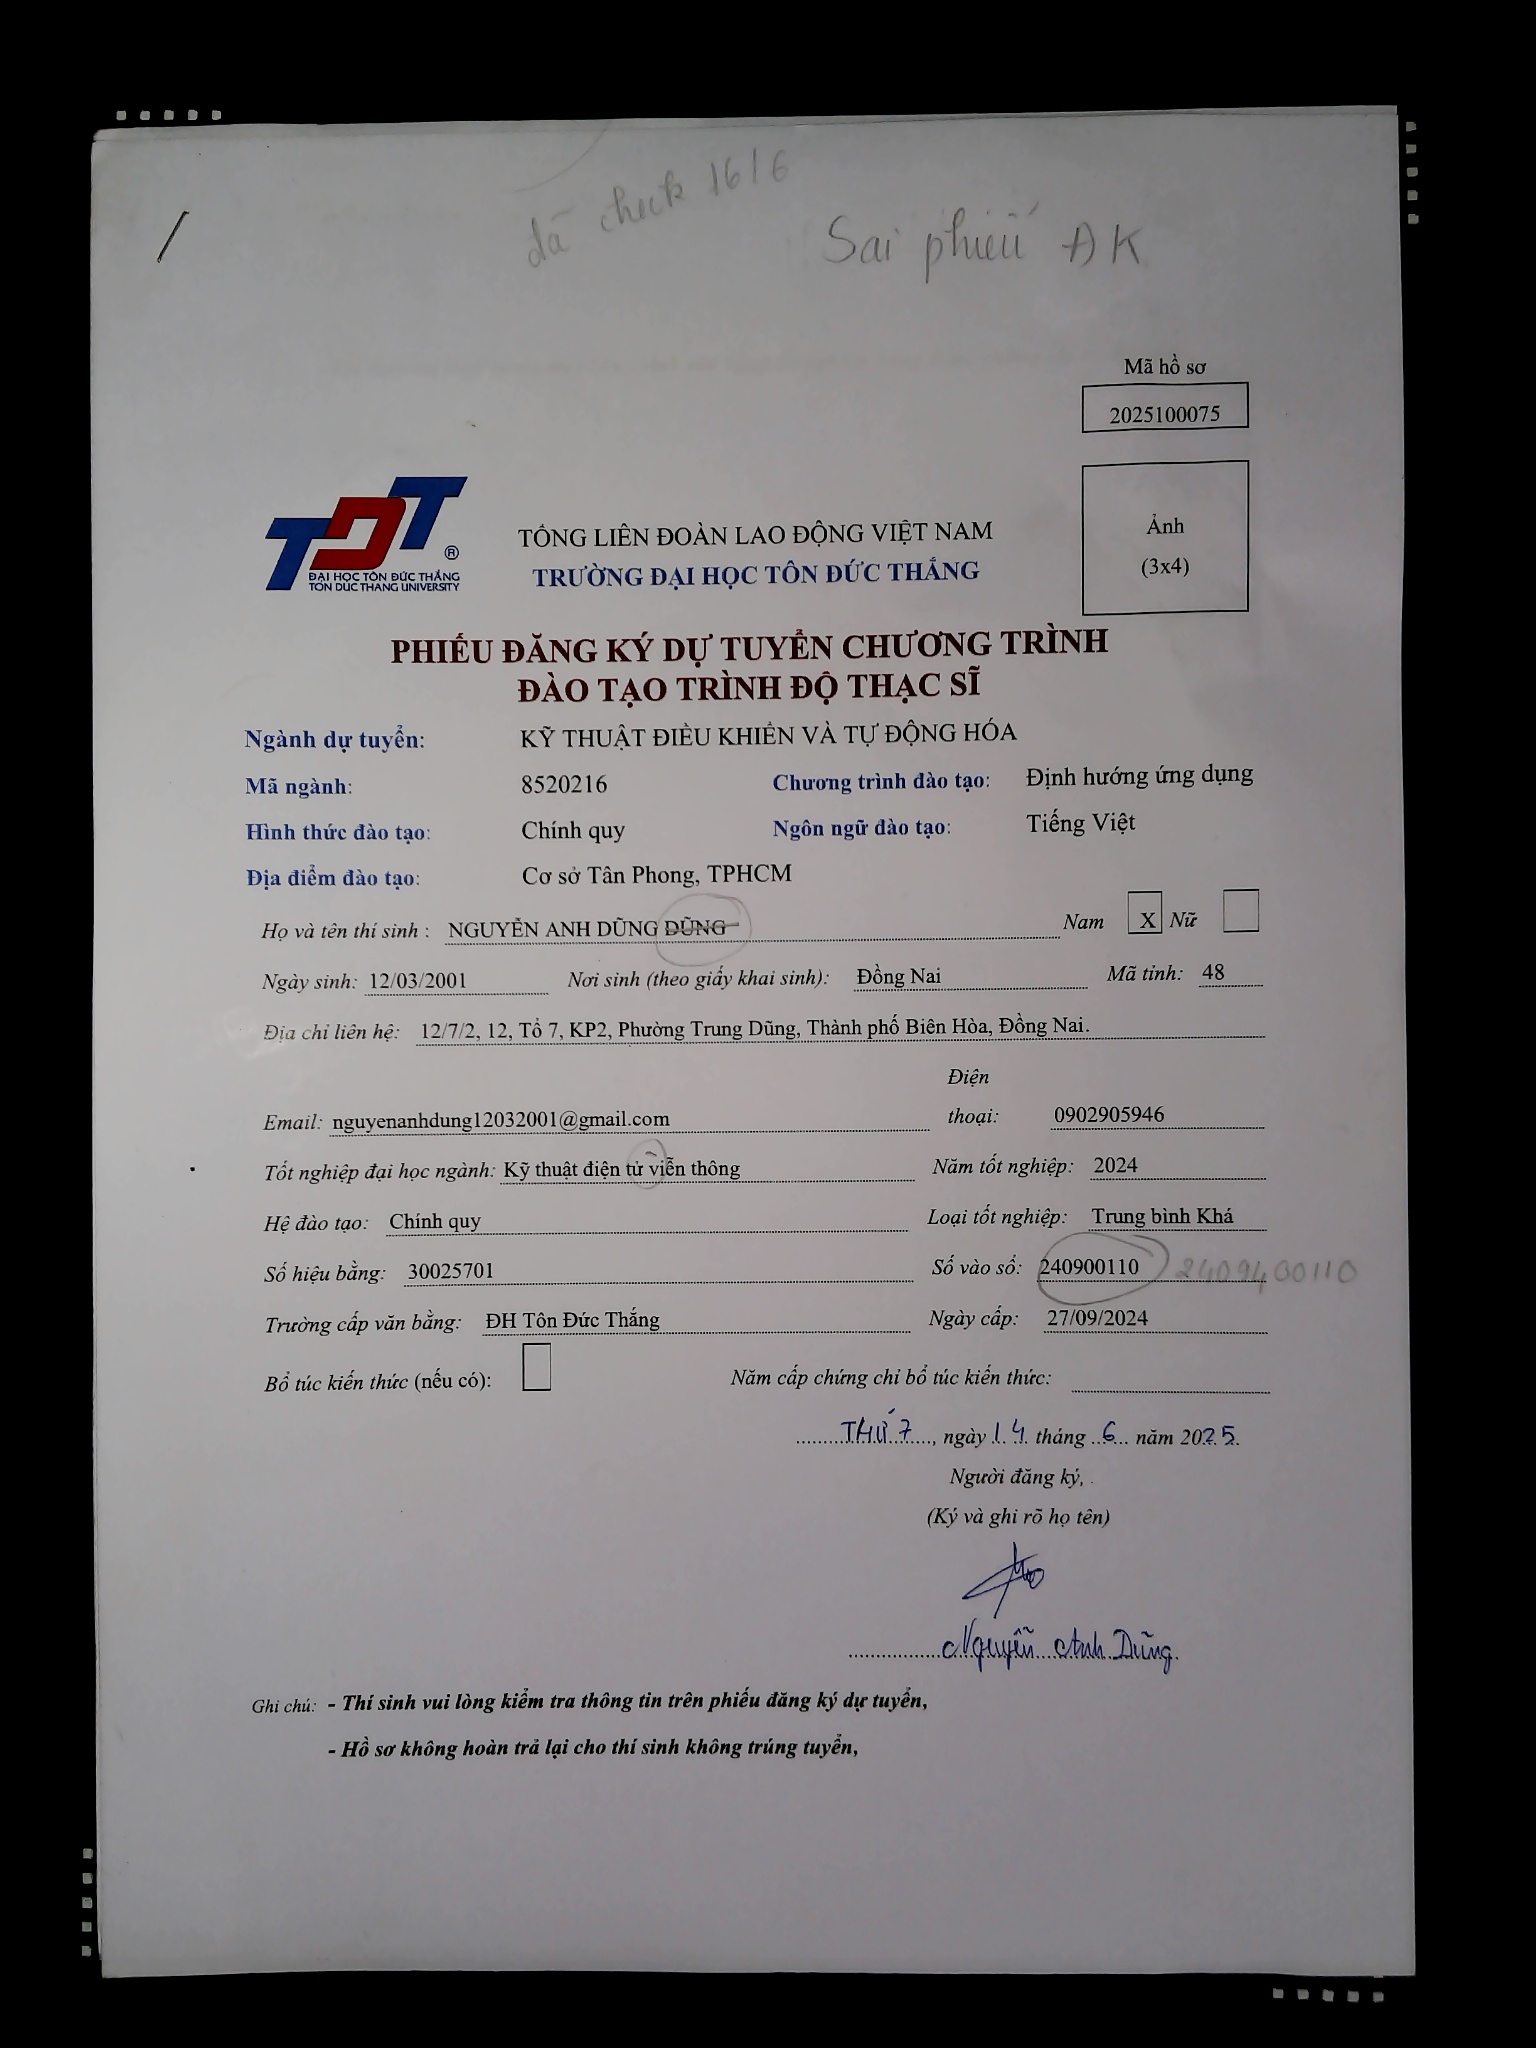 đã check 16/6
Sai phiếu ĐK
Mã hồ sơ
2025100075
TDT ®
ĐẠI HỌC TÔN ĐỨC THẮNG
TON DUC THANG UNIVERSITY
TỔNG LIÊN ĐOÀN LAO ĐỘNG VIỆT NAM
TRƯỜNG ĐẠI HỌC TÔN ĐỨC THẮNG
Ảnh
(3x4)
PHIẾU ĐĂNG KÝ DỰ TUYỂN CHƯƠNG TRÌNH
ĐÀO TẠO TRÌNH ĐỘ THẠC SĨ
Ngành dự tuyển: KỸ THUẬT ĐIỀU KHIỂN VÀ TỰ ĐỘNG HÓA
Mã ngành: 8520216 Chương trình đào tạo: Định hướng ứng dụng
Hình thức đào tạo: Chính quy Ngôn ngữ đào tạo: Tiếng Việt
Địa điểm đào tạo: Cơ sở Tân Phong, TPHCM
Họ và tên thí sinh : NGUYỄN ANH DŨNG DŨNG Nam X Nữ
Ngày sinh: 12/03/2001 Nơi sinh (theo giấy khai sinh): Đồng Nai Mã tỉnh: 48
Địa chỉ liên hệ: 12/7/2, 12, Tổ 7, KP2, Phường Trung Dũng, Thành phố Biên Hòa, Đồng Nai.
Email: nguyenanhdung12032001@gmail.com Điện thoại: 0902905946
Tốt nghiệp đại học ngành: Kỹ thuật điện tử viễn thông Năm tốt nghiệp: 2024
Hệ đào tạo: Chính quy Loại tốt nghiệp: Trung bình Khá
Số hiệu bằng: 30025701 Số vào sổ: 240900110 2409400110
Trường cấp văn bằng: ĐH Tôn Đức Thắng Ngày cấp: 27/09/2024
Bổ túc kiến thức (nếu có): Năm cấp chứng chỉ bổ túc kiến thức:
THỨ 7, ngày 14 tháng 6 năm 2025.
Người đăng ký,
(Ký và ghi rõ họ tên)
Nguyễn Anh Dũng.
Ghi chú: - Thí sinh vui lòng kiểm tra thông tin trên phiếu đăng ký dự tuyển,
- Hồ sơ không hoàn trả lại cho thí sinh không trúng tuyển,